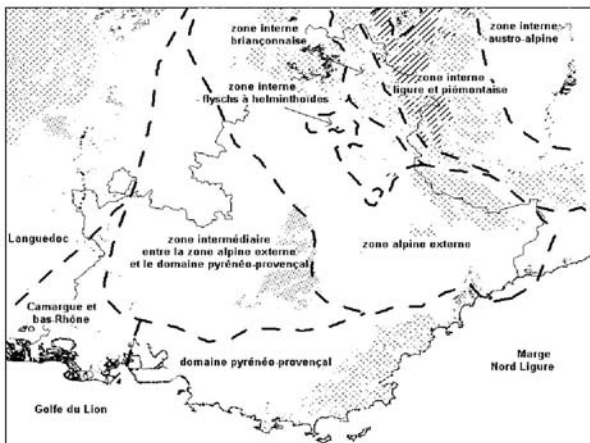 zone interne
briançonnaise
zone interne
austro-alpine
zone interne
flyschs à helminthoïdes
zone interne
ligure et piémontaise
Languedoc
zone intermédiaire
entre la zone alpine externe
et le domaine pyrénéo-provençal
zone alpine externe
Camargue et
bas-Rhône
domaine pyrénéo-provençal
Marge
Nord Ligure
Golfe du Lion